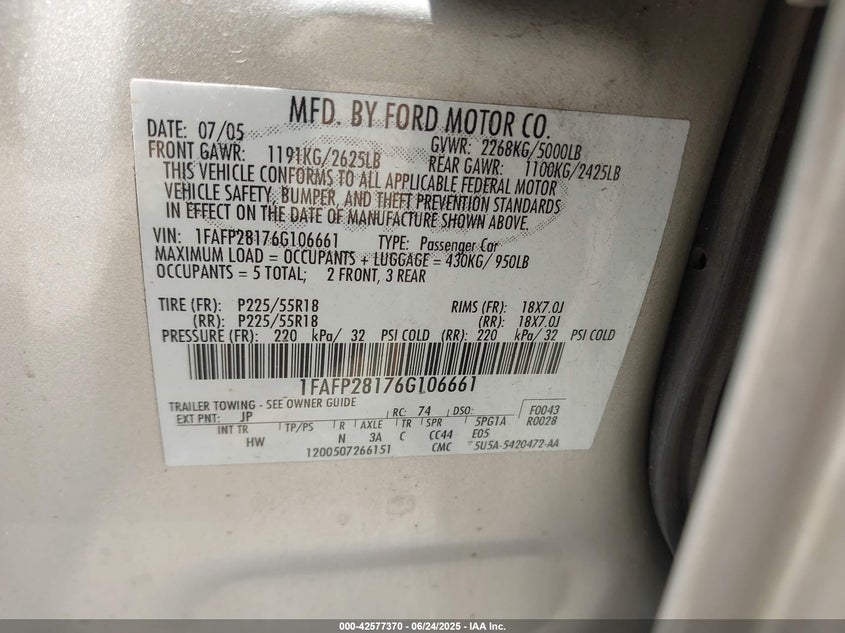 MFD. BY FORD MOTOR CO.
DATE: 07/05 GVWR: 2268KG/5000LB
FRONT GAWR: 1191KG/2625LB REAR GAWR: 1100KG/2425LB
THIS VEHICLE CONFORMS TO ALL APPLICABLE FEDERAL MOTOR
VEHICLE SAFETY, BUMPER, AND THEFT PREVENTION STANDARDS
IN EFFECT ON THE DATE OF MANUFACTURE SHOWN ABOVE.
VIN: 1FAFP28176G106661 TYPE: Passenger Car
MAXIMUM LOAD = OCCUPANTS + LUGGAGE = 430KG/ 950LB
OCCUPANTS = 5 TOTAL; 2 FRONT, 3 REAR
TIRE (FR): P225/55R18 RIMS (FR): 18X7.0J
(RR): P225/55R18 (RR): 18X7.0J
PRESSURE (FR): 220 kPa/ 32 PSI COLD (RR): 220 kPa/ 32 PSI COLD
1FAFP28176G106661
TRAILER TOWING - SEE OWNER GUIDE
EXT PNT: JP RC: 74 DSO: F0043
INT TR TP/PS R AXLE TR SPR 5PG1A R0028
HW N 3A C CC44 E05
1200507266151 CMC 5U5A-5420472-AA
000-42577370 - 06/24/2025 - IAA Inc.